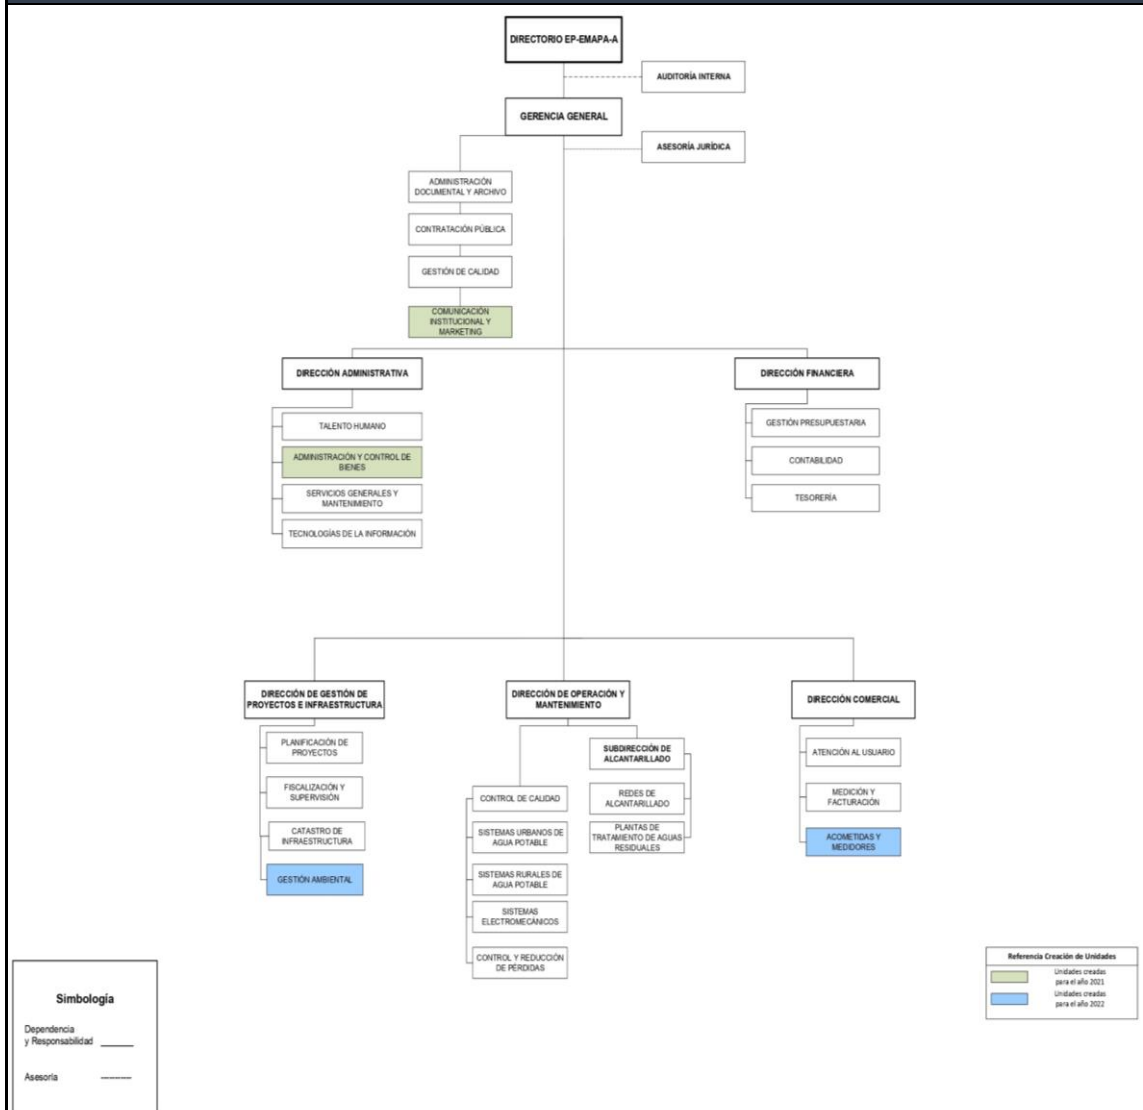 DIRECTORIO EP-EMAPA-A
AUDITORÍA INTERNA
GERENCIA GENERAL
ASESORÍA JURÍDICA
ADMINISTRACIÓN
DOCUMENTAL Y ARCHIVO
CONTRATACIÓN PÚBLICA
GESTIÓN DE CALIDAD
COMUNICACIÓN
INSTITUCIONAL Y
MARKETING
DIRECCIÓN ADMINISTRATIVA
TALENTO HUMANO
ADMINISTRACIÓN Y CONTROL DE
BIENES
SERVICIOS GENERALES Y
MANTENIMIENTO
TECNOLOGÍAS DE LA INFORMACIÓN
DIRECCIÓN FINANCIERA
GESTIÓN PRESUPUESTARIA
CONTABILIDAD
TESORERÍA
DIRECCIÓN DE GESTIÓN DE
PROYECTOS E INFRAESTRUCTURA
PLANIFICACIÓN DE
PROYECTOS
FISCALIZACIÓN Y
SUPERVISIÓN
CATASTRO DE
INFRAESTRUCTURA
GESTIÓN AMBIENTAL
DIRECCIÓN DE OPERACIÓN Y
MANTENIMIENTO
CONTROL DE CALIDAD
SISTEMAS URBANOS DE
AGUA POTABLE
SISTEMAS RURALES DE
AGUA POTABLE
SISTEMAS
ELECTROMECÁNICOS
CONTROL Y REDUCCIÓN
DE PÉRDIDAS
SUBDIRECCIÓN DE
ALCANTARILLADO
REDES DE
ALCANTARILLADO
PLANTAS DE
TRATAMIENTO DE AGUAS
RESIDUALES
DIRECCIÓN COMERCIAL
ATENCIÓN AL USUARIO
MEDICIÓN Y
FACTURACIÓN
ACOMETIDAS Y
MEDIDORES
Simbología
Dependencia
y Responsabilidad
Asesoría
Referencia Creación de Unidades
Unidades creadas
para el año 2021
Unidades creadas
para el año 2022